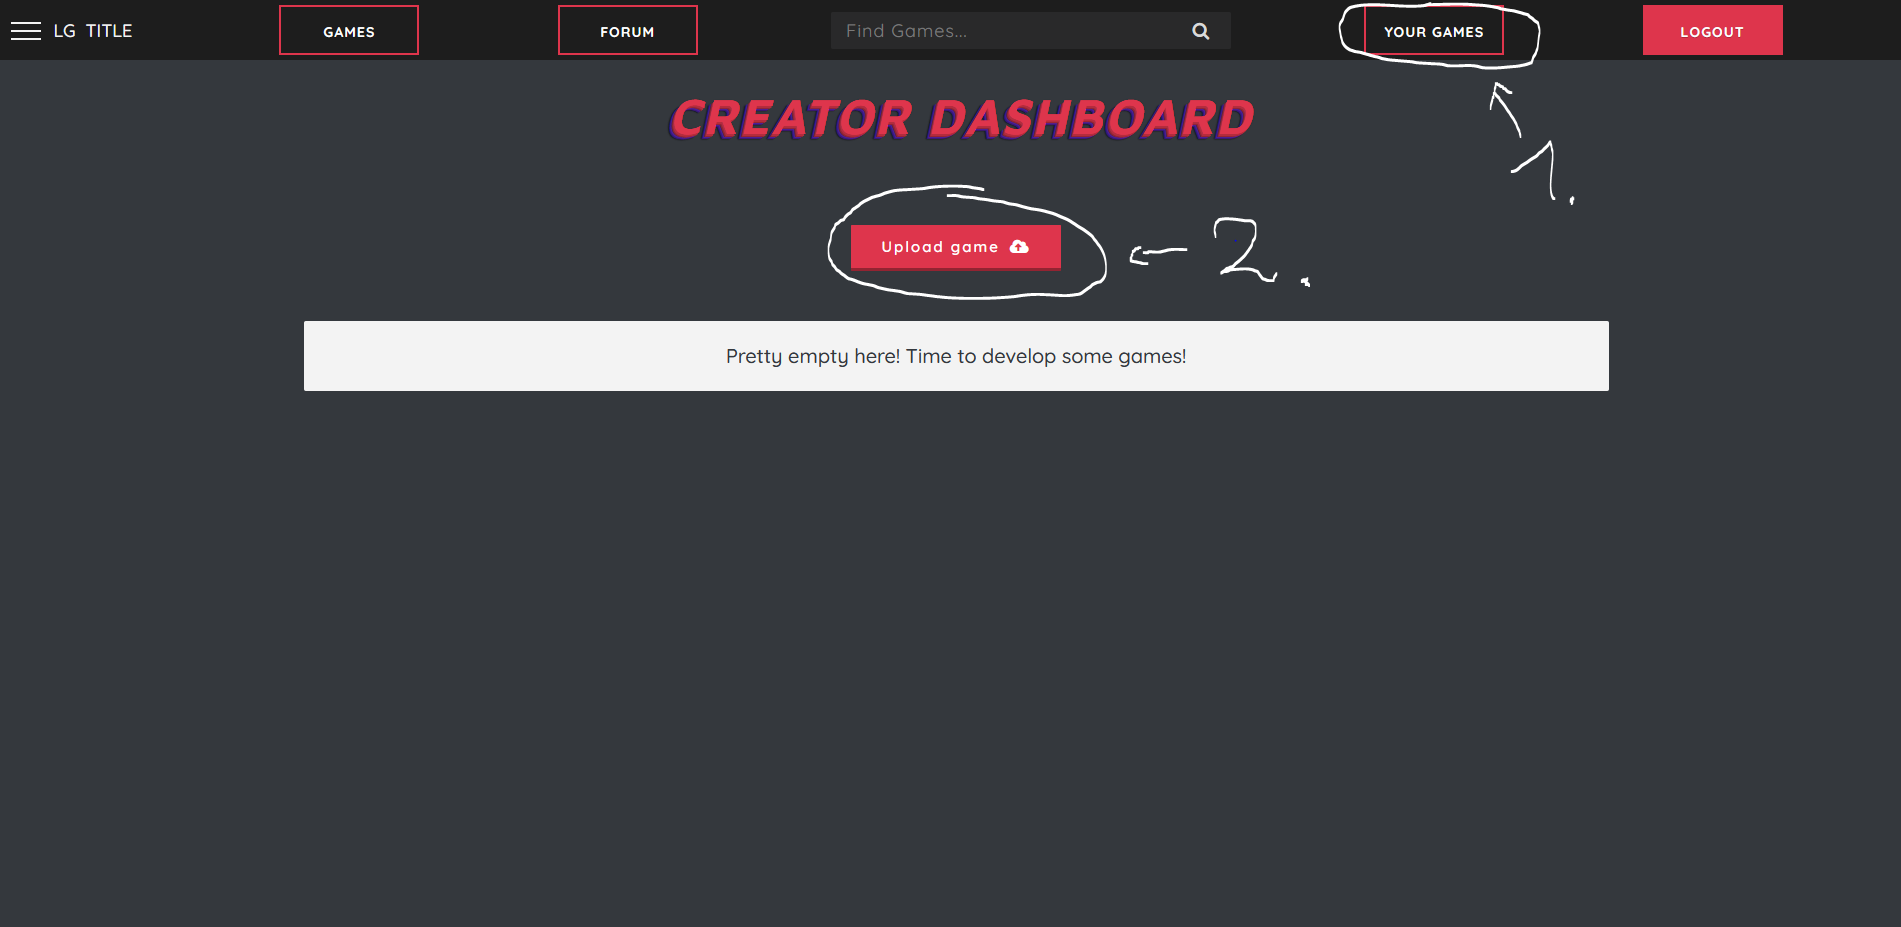 LG TITLE GAMES FORUM Find Games... YOUR GAMES LOGOUT
CREATOR DASHBOARD
1.
Upload game
2.
Pretty empty here! Time to develop some games!